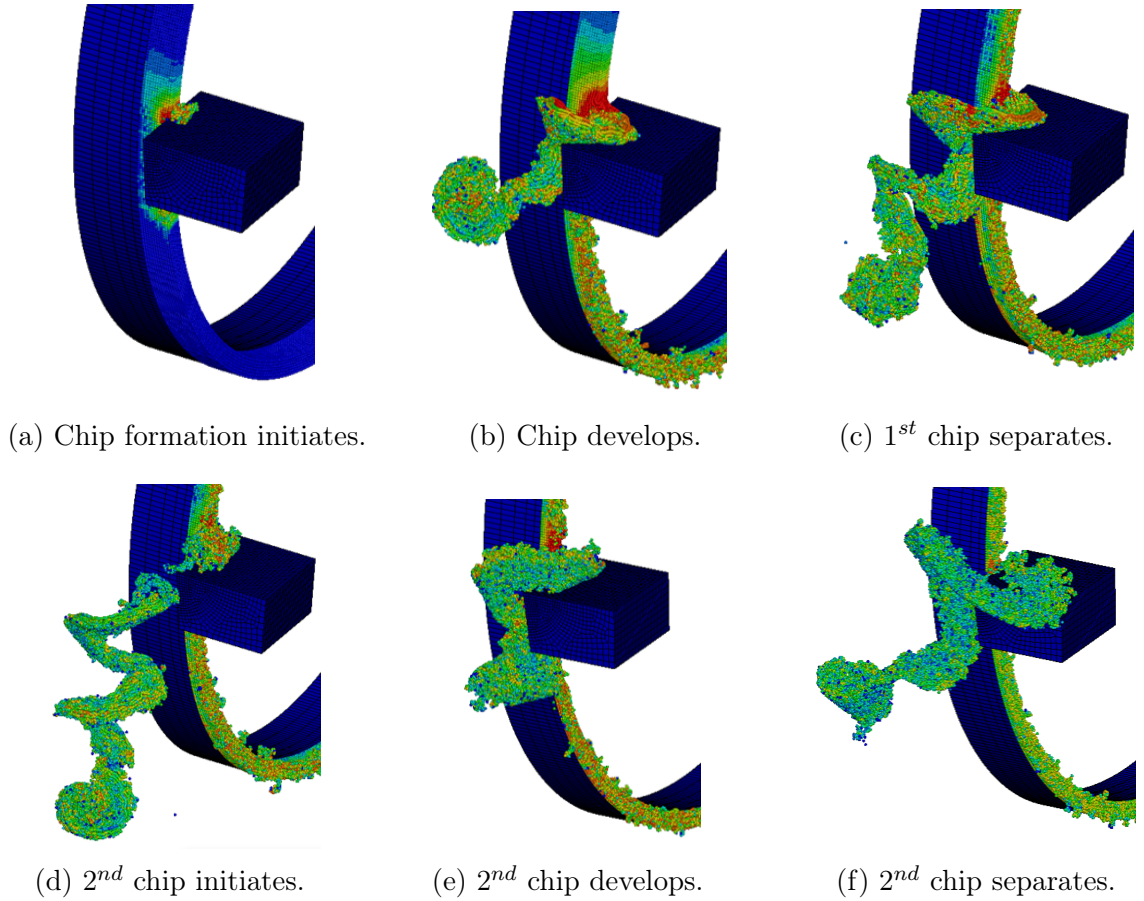 (a) Chip formation initiates.
(b) Chip develops.
(c) 1st chip separates.
(d) 2nd chip initiates.
(e) 2nd chip develops.
(f) 2nd chip separates.